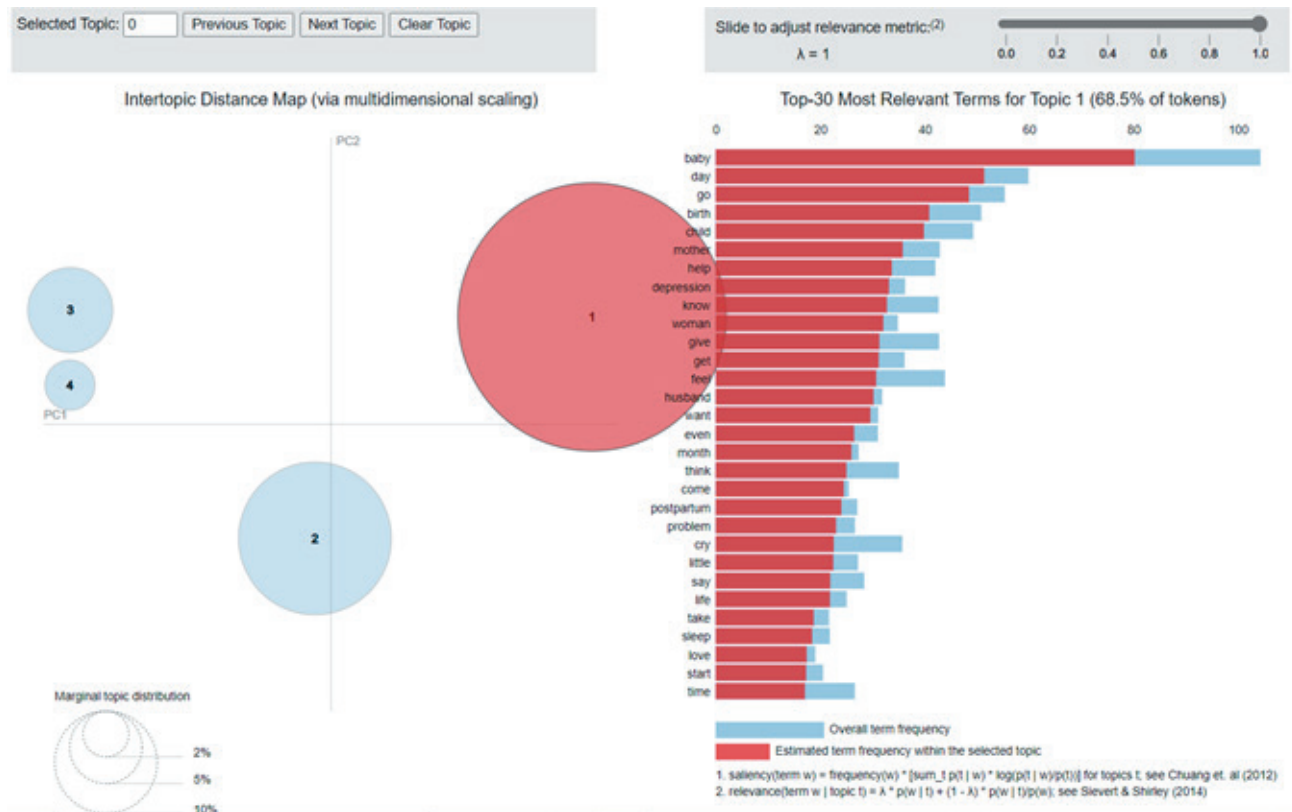 Selected Topic: 0 Previous Topic Next Topic Clear Topic
Slide to adjust relevance metric:(2)
λ = 1
0.0 0.2 0.4 0.6 0.8 1.0
Intertopic Distance Map (via multidimensional scaling)
PC2
PC1
1
2
3
4
Marginal topic distribution
2%
5%
10%
Top-30 Most Relevant Terms for Topic 1 (68.5% of tokens)
0 20 40 60 80 100
baby
day
go
birth
child
mother
help
depression
know
woman
give
get
feel
husband
want
even
month
think
come
postpartum
problem
cry
little
say
life
take
sleep
love
start
time
Overall term frequency
Estimated term frequency within the selected topic
1. saliency(term w) = frequency(w) * [sum_t p(t | w) * log(p(t | w)/p(t))] for topics t; see Chuang et. al (2012)
2. relevance(term w | topic t) = λ * p(w | t) + (1 - λ) * p(w | t)/p(w); see Sievert & Shirley (2014)